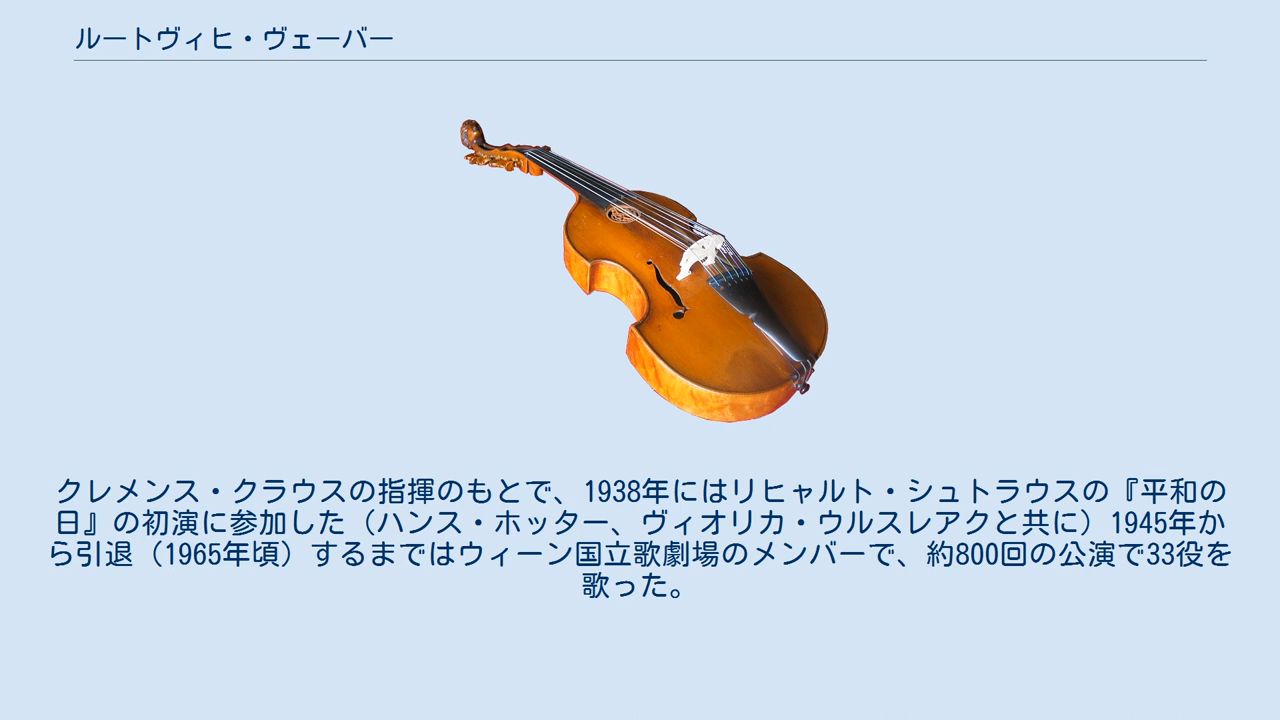 ルートヴィヒ・ヴェーバー
クレメンス・クラウスの指揮のもとで、1938年にはリヒャルト・シュトラウスの『平和の
日』の初演に参加した（ハンス・ホッター、ヴィオリカ・ウルスレアクと共に）1945年か
ら引退（1965年頃）するまではウィーン国立歌劇場のメンバーで、約800回の公演で33役を
歌った。